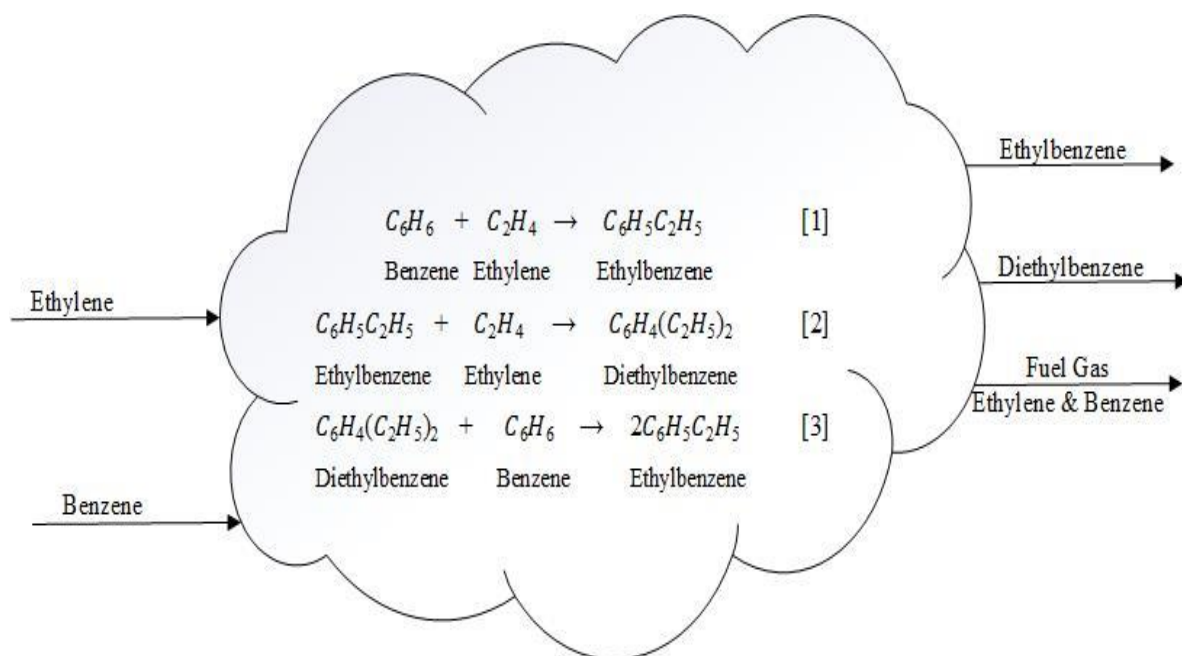 Ethylene
Benzene
C₆H₆ + C₂H₄ → C₆H₅C₂H₅ [1]
Benzene Ethylene Ethylbenzene
C₆H₅C₂H₅ + C₂H₄ → C₆H₄(C₂H₅)₂ [2]
Ethylbenzene Ethylene Diethylbenzene
C₆H₄(C₂H₅)₂ + C₆H₆ → 2C₆H₅C₂H₅ [3]
Diethylbenzene Benzene Ethylbenzene
Ethylbenzene
Diethylbenzene
Fuel Gas
Ethylene & Benzene